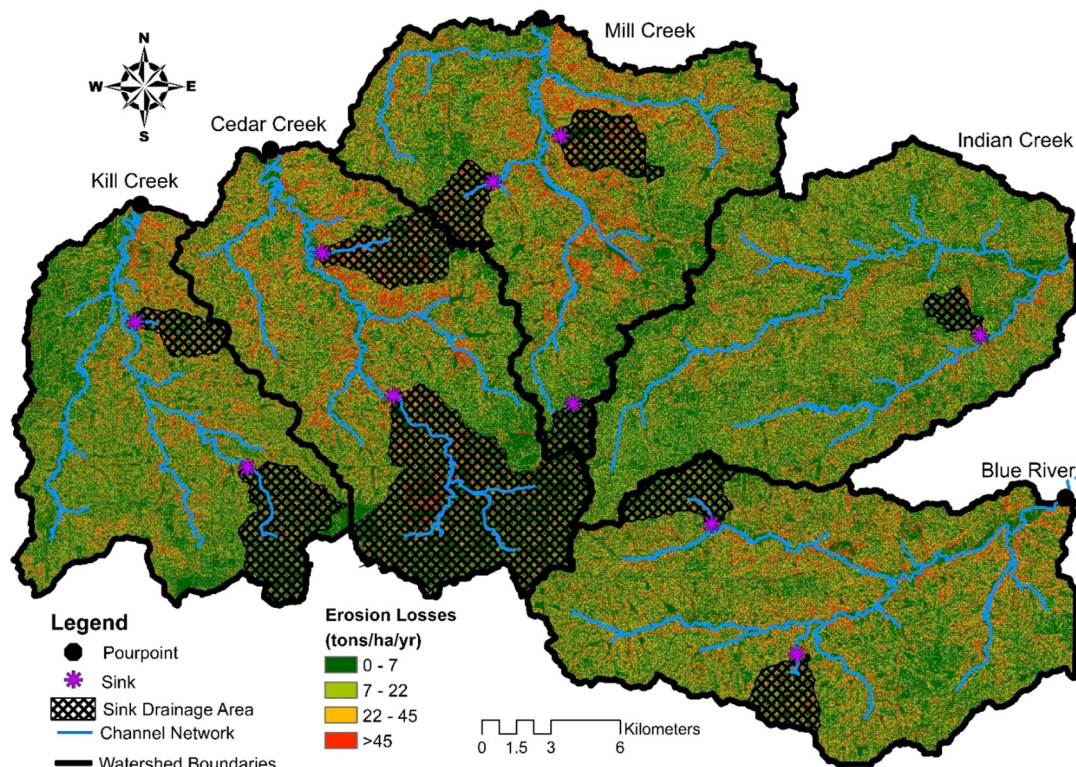 Mill Creek
N
W E
S
Cedar Creek
Indian Creek
Kill Creek
Blue River
Legend
Pourpoint
Sink
Sink Drainage Area
Channel Network
Watershed Boundaries
Erosion Losses
(tons/ha/yr)
0 - 7
7 - 22
22 - 45
>45
Kilometers
0 1.5 3 6